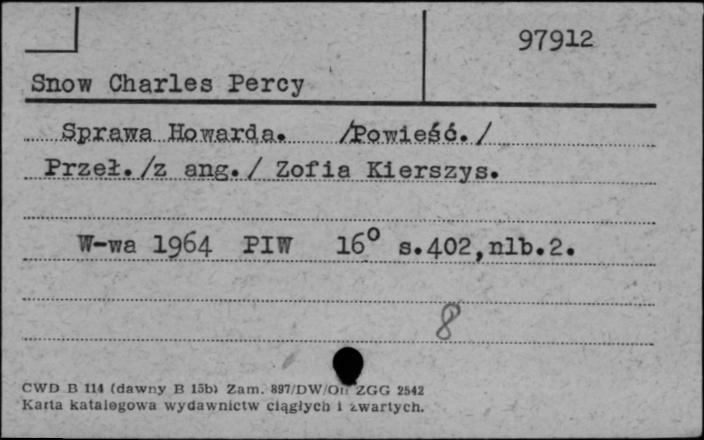 97912
Snow Charles Percy
Sprawa Howarda. /Powieść./
Przeł./z ang./ Zofia Kierszys.
W-wa 1964 PIW 16° s.402,nlb.2.
8
CWD B 114 (dawny B 15b) Zam. 897/DW/Oii ZGG 2542
Karta katalogowa wydawnictw ciągłych i zwartych.